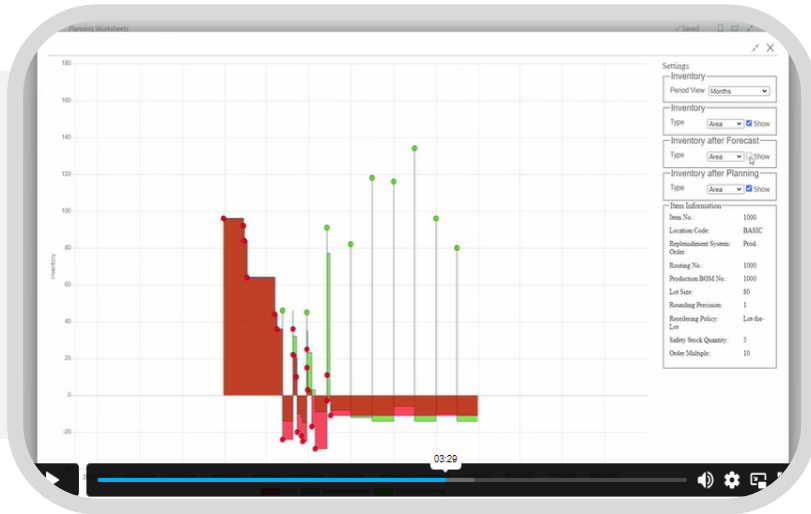 Planning Worksheets
✓Saved
Settings
Inventory
Period View Months
Inventory
Type Area Show
Inventory after Forecast
Type Area Show
Inventory after Planning
Type Area Show
Item Information
Item No.: 1000
Location Code: BASIC
Replenishment System: Prod.
Order
Routing No.: 1000
Production BOM No.: 1000
Lot Size: 80
Rounding Precision: 1
Reordering Policy: Lot-for-
Lot
Safety Stock Quantity: 5
Order Multiple: 10
180
160
140
120
100
80
60
40
20
0
-20
Inventory
03:29